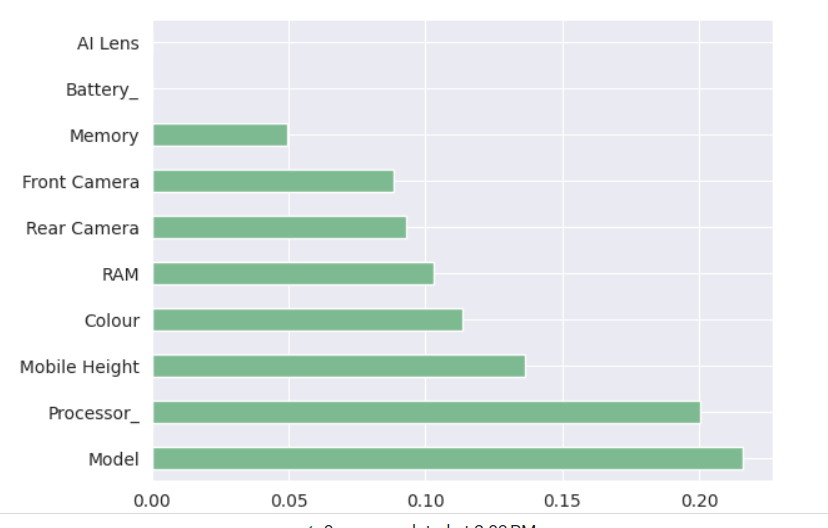 AI Lens
Battery_
Memory
Front Camera
Rear Camera
RAM
Colour
Mobile Height
Processor_
Model
0.00 0.05 0.10 0.15 0.20